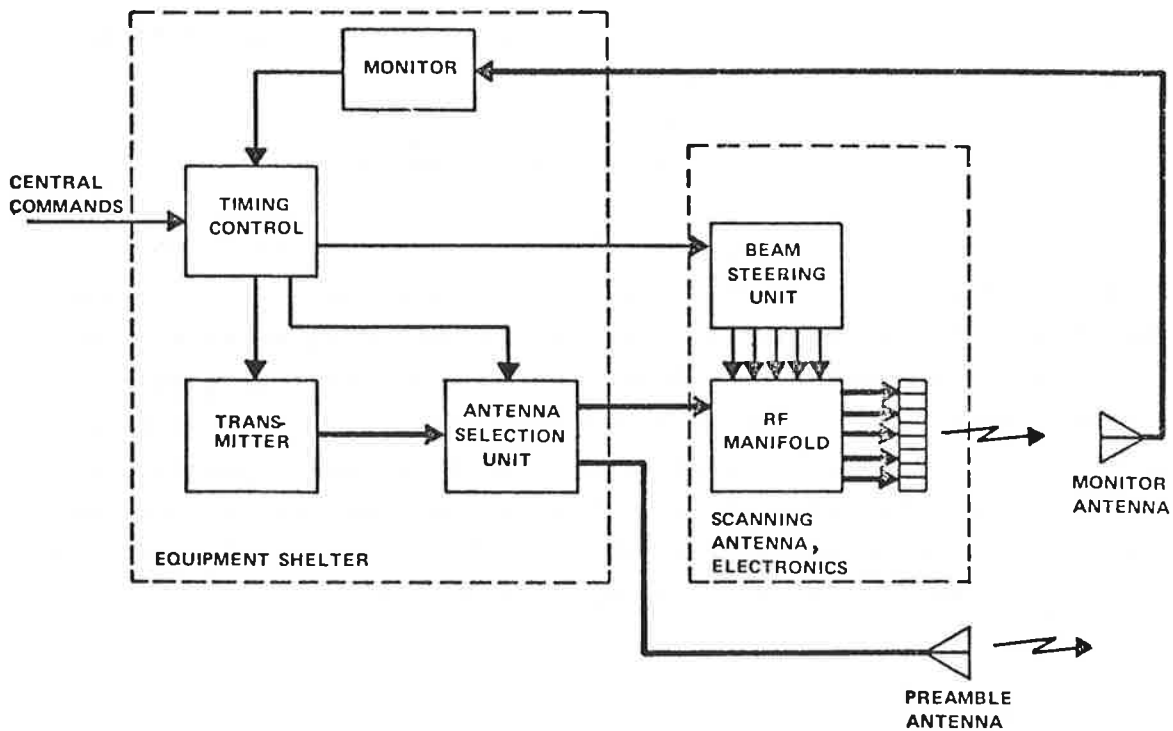 MONITOR
CENTRAL
COMMANDS
TIMING
CONTROL
BEAM
STEERING
UNIT
TRANS-
MITTER
ANTENNA
SELECTION
UNIT
RF
MANIFOLD
MONITOR
ANTENNA
SCANNING
ANTENNA,
ELECTRONICS
EQUIPMENT SHELTER
PREAMBLE
ANTENNA